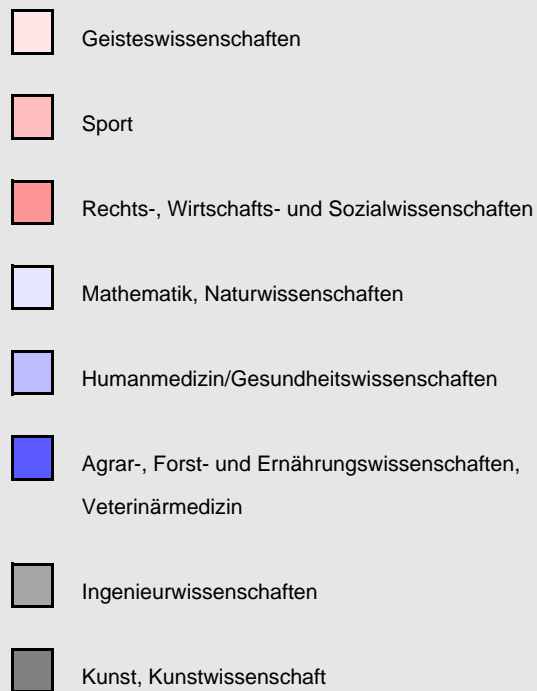 Geisteswissenschaften
Sport
Rechts-, Wirtschafts- und Sozialwissenschaften
Mathematik, Naturwissenschaften
Humanmedizin/Gesundheitswissenschaften
Agrar-, Forst- und Ernährungswissenschaften,
Veterinärmedizin
Ingenieurwissenschaften
Kunst, Kunstwissenschaft